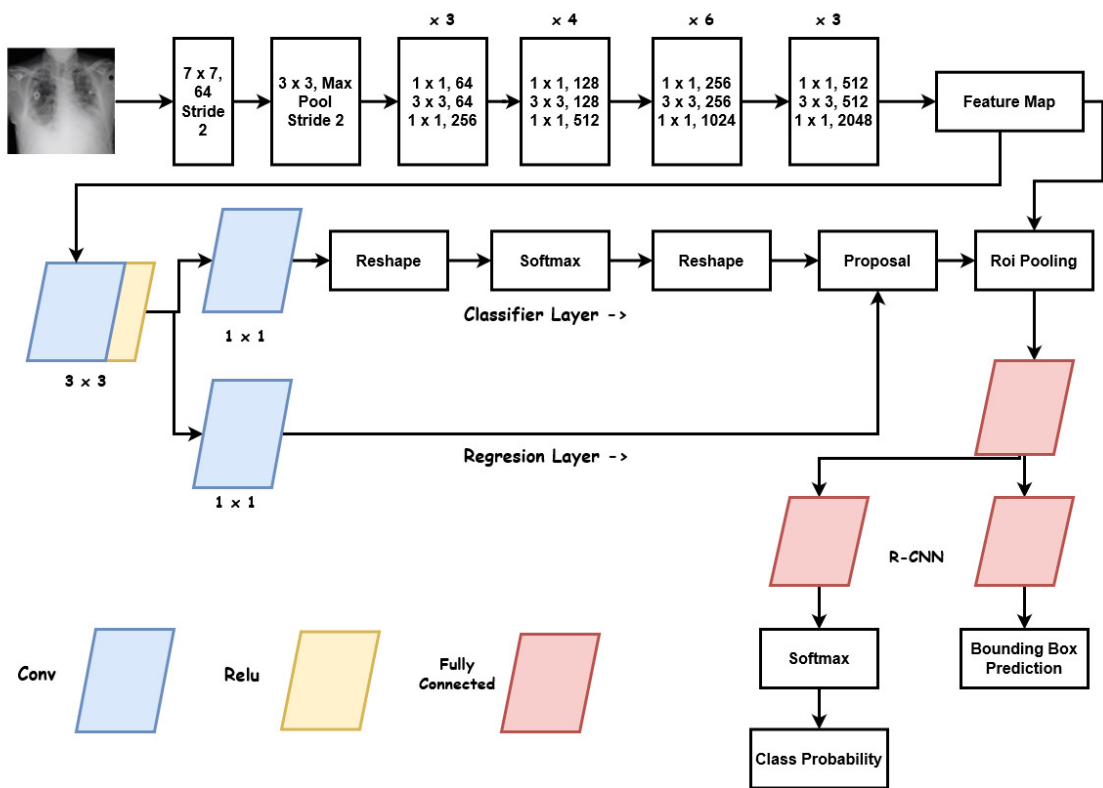 x 3
x 4
x 6
x 3
7 x 7,
64
Stride
2
3 x 3, Max
Pool
Stride 2
1 x 1, 64
3 x 3, 64
1 x 1, 256
1 x 1, 128
3 x 3, 128
1 x 1, 512
1 x 1, 256
3 x 3, 256
1 x 1, 1024
1 x 1, 512
3 x 3, 512
1 x 1, 2048
Feature Map
3 x 3
1 x 1
Reshape
Softmax
Reshape
Proposal
Roi Pooling
Classifier Layer ->
1 x 1
Regresion Layer ->
R-CNN
Softmax
Class Probability
Bounding Box
Prediction
Conv
Relu
Fully
Connected